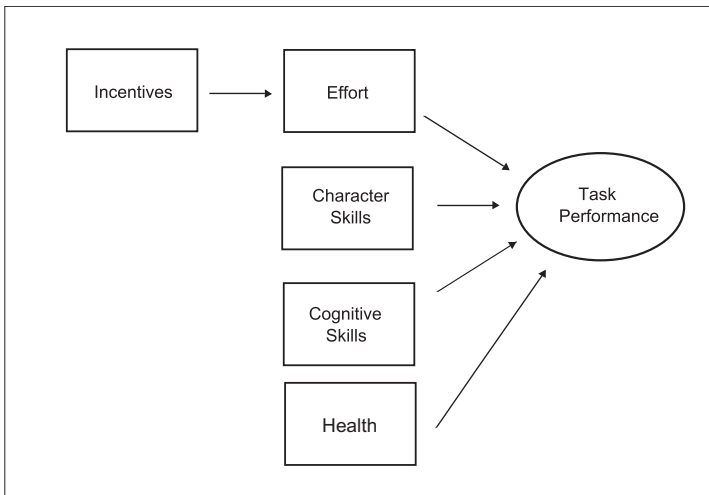 Incentives
Effort
Character
Skills
Task
Performance
Cognitive
Skills
Health